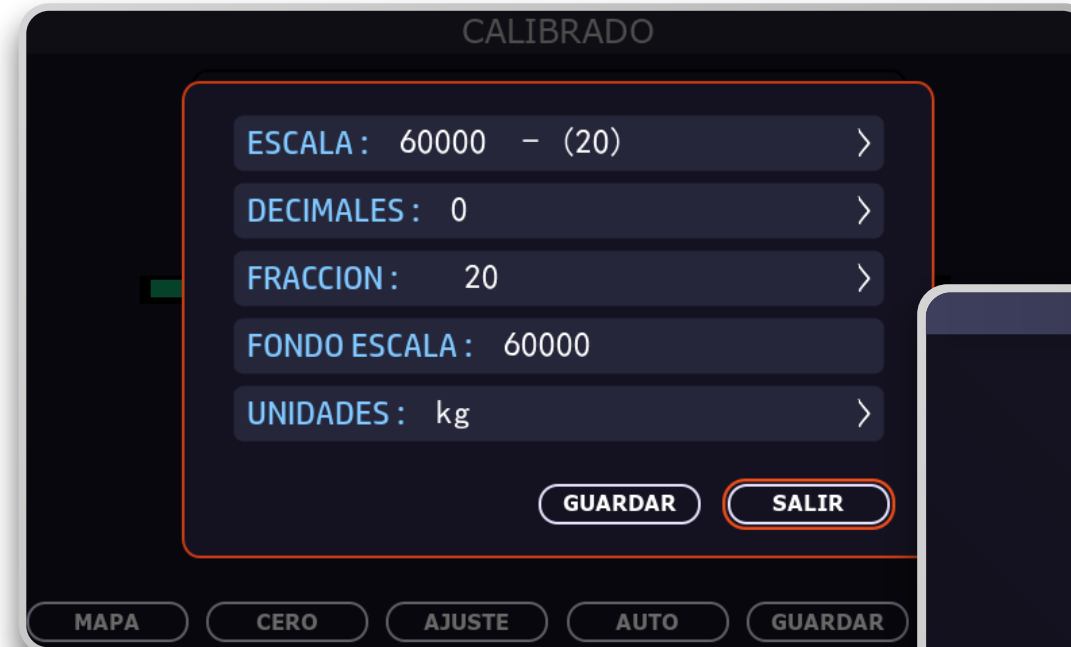 CALIBRADO
ESCALA : 60000 - (20)
DECIMALES : 0
FRACCION : 20
FONDO ESCALA : 60000
UNIDADES : kg
GUARDAR SALIR
MAPA CERO AJUSTE AUTO GUARDAR